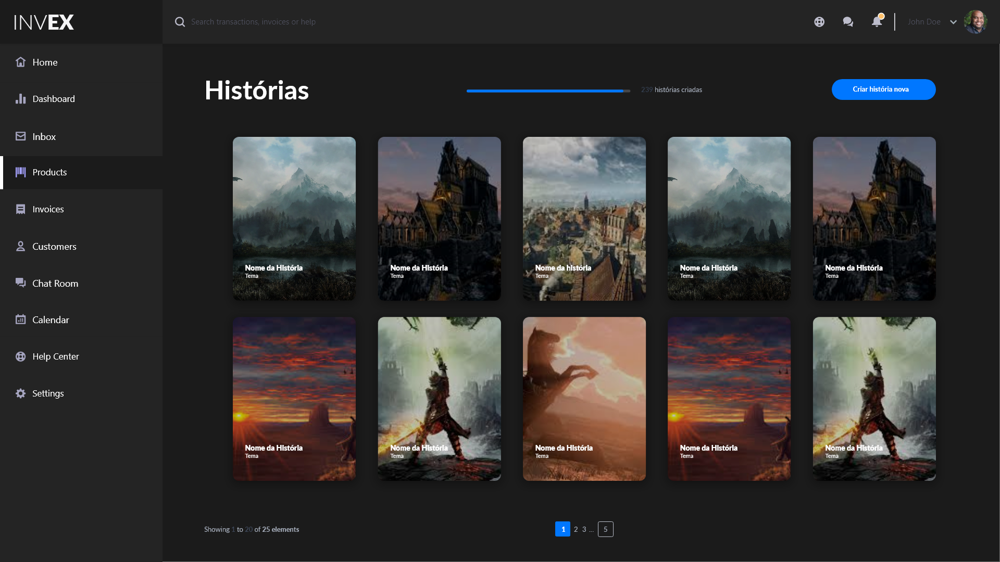 INVEX
Search transactions, invoices or help
John Doe
Home
Dashboard
Inbox
Products
Invoices
Customers
Chat Room
Calendar
Help Center
Settings
Histórias
239 histórias criadas
Criar história nova
Nome da História
Tema
Nome da História
Tema
Nome da história
Tema
Nome da História
Tema
Nome da História
Tema
Nome da História
Tema
Nome da História
Tema
Nome da História
Tema
Nome da História
Tema
Nome da História
Tema
Showing 1 to 20 of 25 elements
1 2 3 ... 5